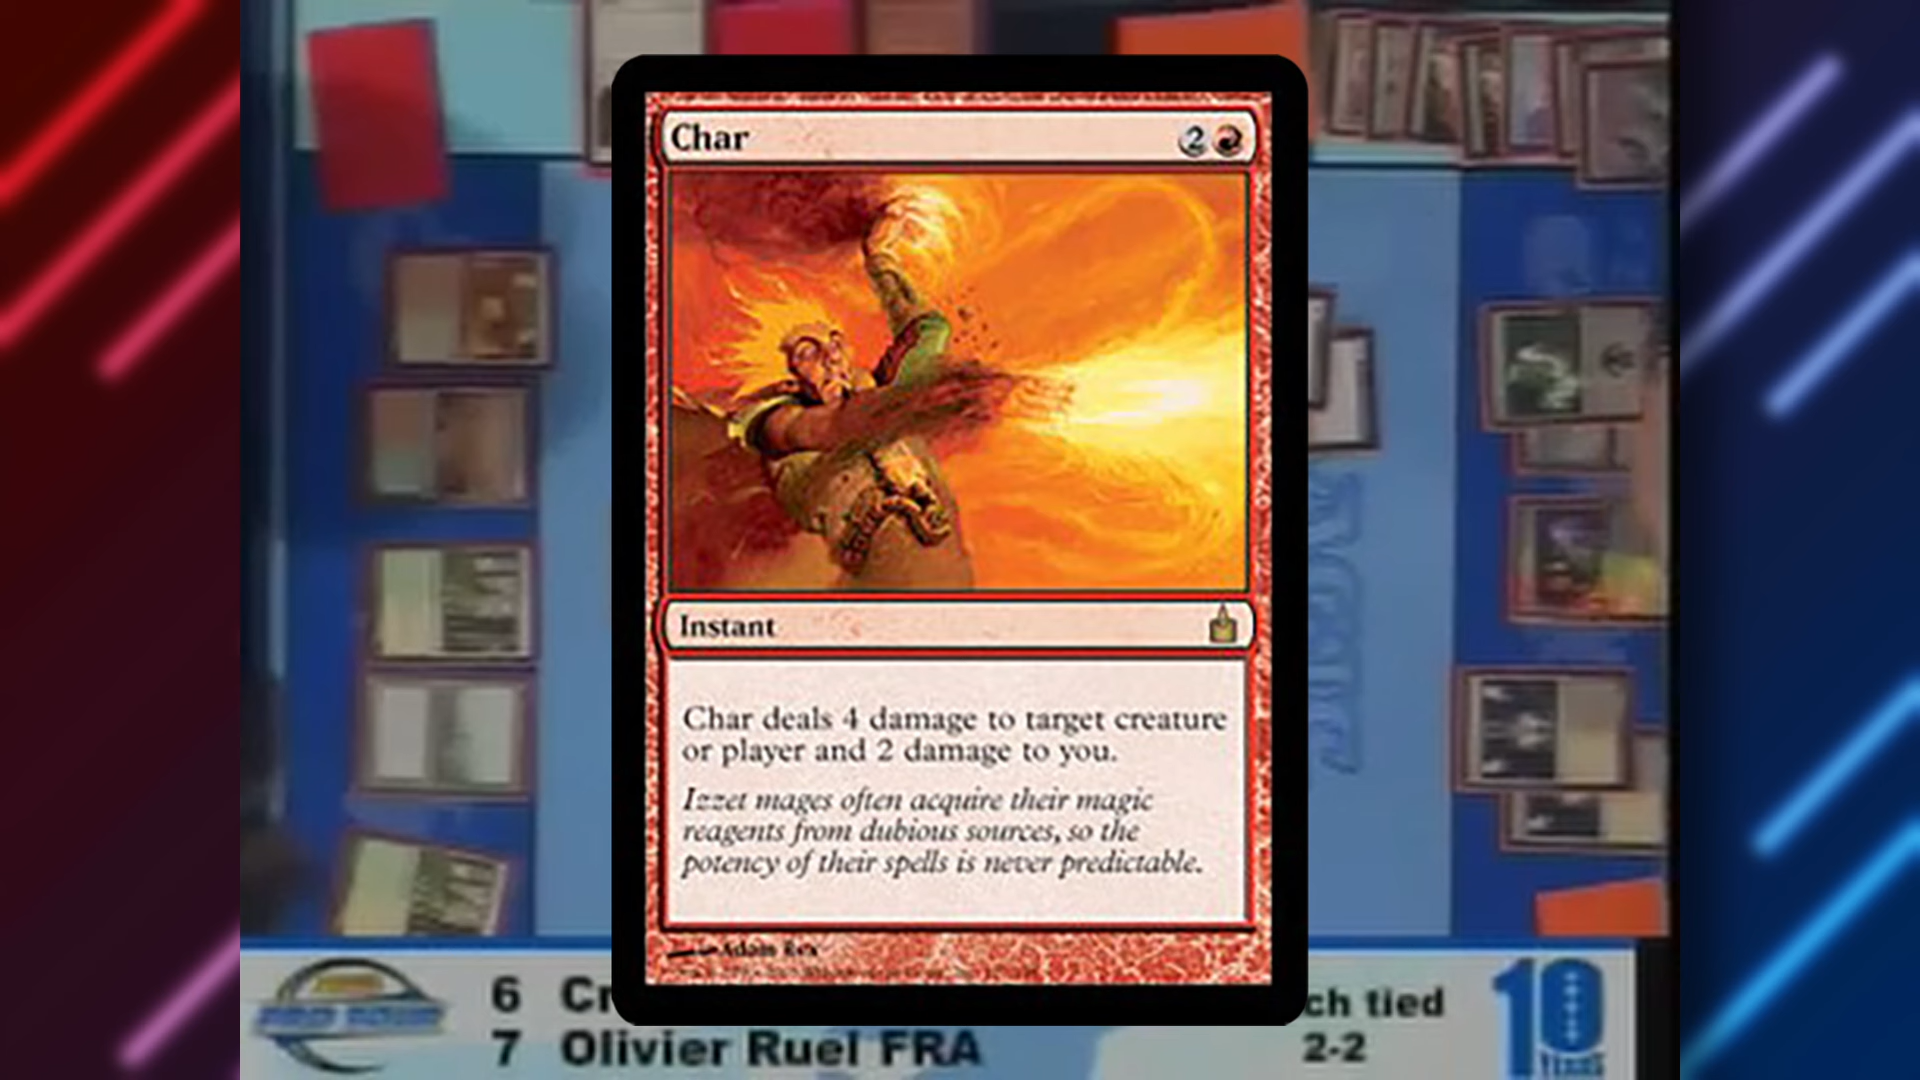 Char
2
Instant
Char deals 4 damage to target creature
or player and 2 damage to you.
Izzet mages often acquire their magic
reagents from dubious sources, so the
potency of their spells is never predictable.
Adam Rex
6 Cr
7 Olivier Ruel FRA
ch tied
2-2
10
YEARS